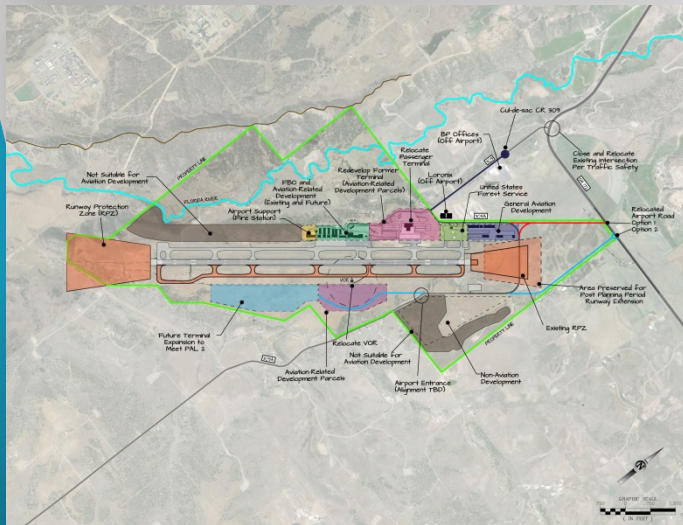 Cul-de-sac CR 309
BP Offices
(Off Airport)
Close and Relocate
Existing Intersection
Per Traffic Safety
Relocate
Passenger
Terminal
Loronix
(Off Airport)
Redevelop Former
Terminal
(Aviation-Related
Development Parcels)
United States
Forest Service
General Aviation
Development
FBO and
Aviation-Related
Development
(Existing and Future)
Airport Support
(Fire Station)
Not Suitable for
Aviation Development
PROPERTY LINE
FLORIDA RIVER
Runway Protection
Zone (RPZ)
Relocated
Airport Road
Option 1
Option 2
VOR
Area Preserved for
Post Planning Period
Runway Extension
Existing RPZ
Future Terminal
Expansion to
Meet PAL 2
Relocate VOR
Aviation-Related
Development Parcels
Not Suitable for
Aviation Development
PROPERTY LINE
Non-Aviation
Development
Airport Entrance
(Alignment TBD)
GRAPHIC SCALE
( IN FEET )